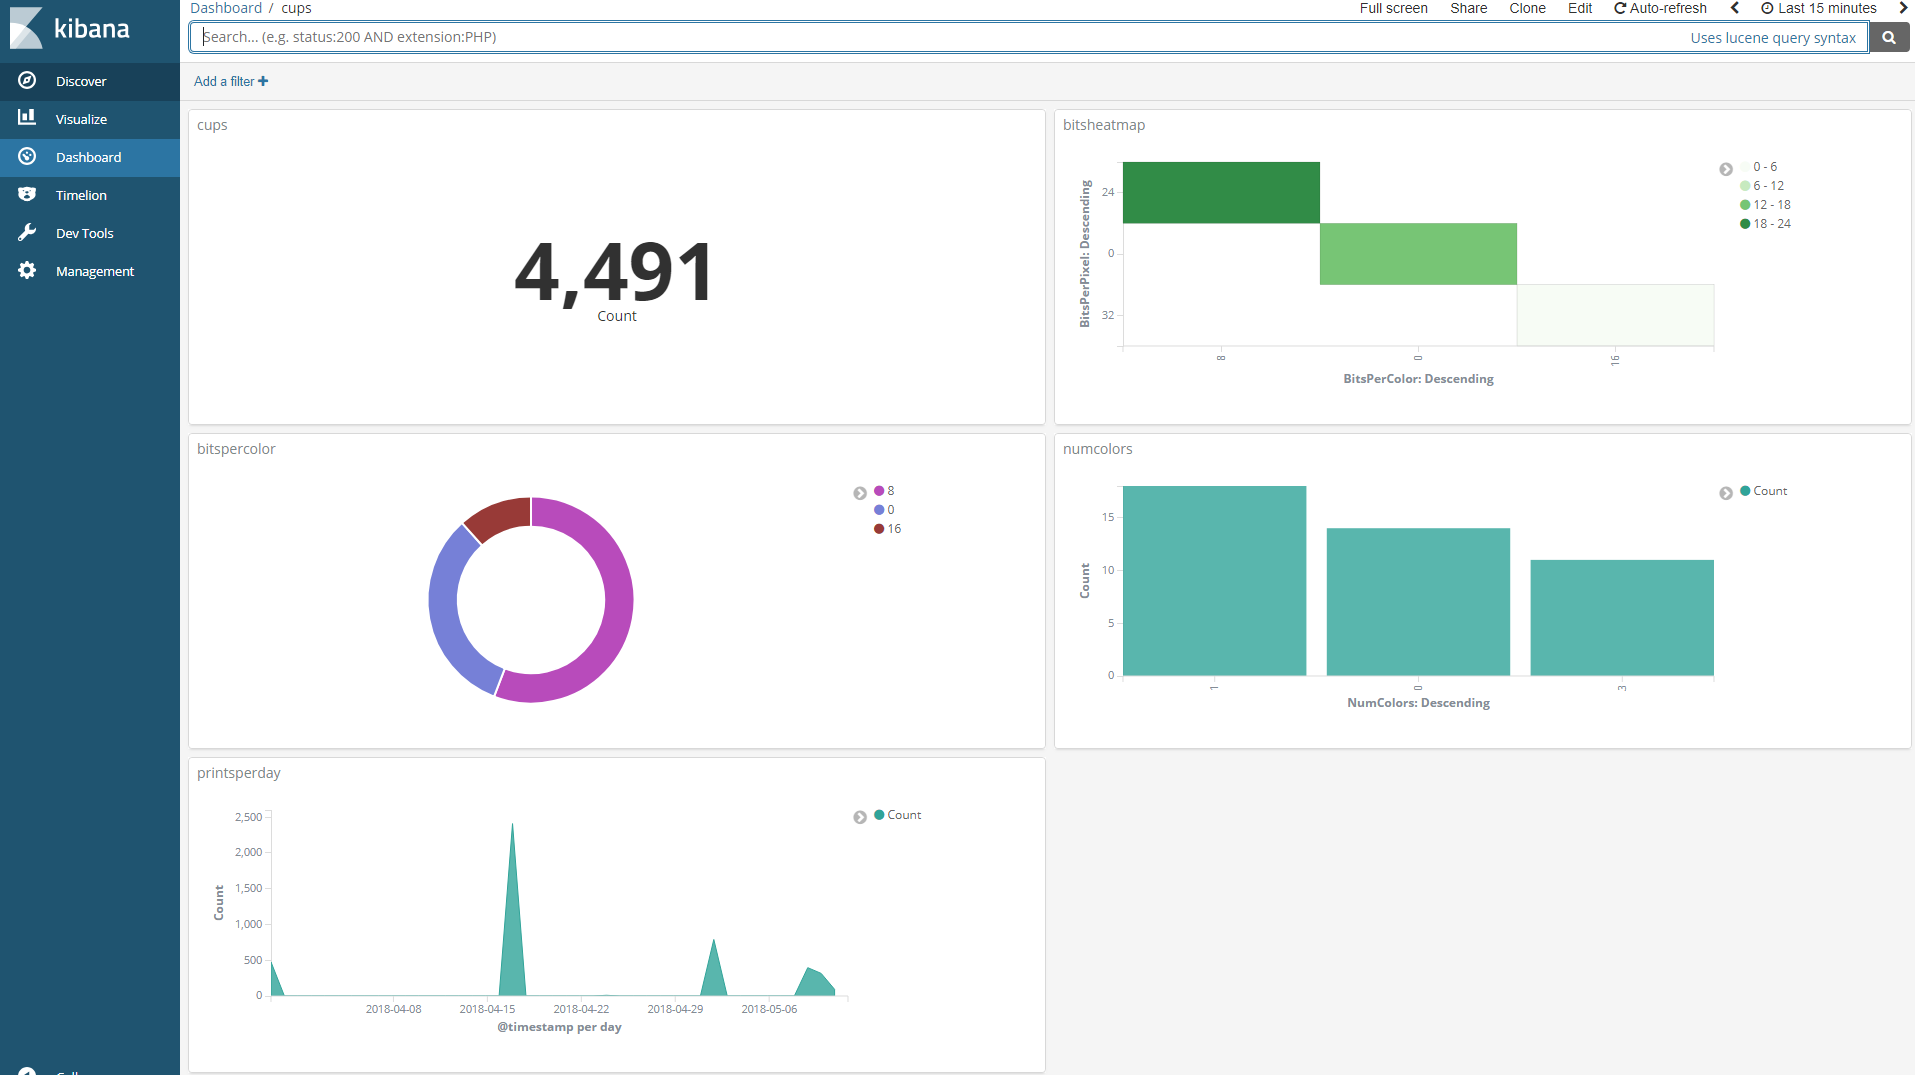 kibana
Discover
Visualize
Dashboard
Timelion
Dev Tools
Management
Dashboard / cups
Full screen Share Clone Edit Auto-refresh Last 15 minutes
Search... (e.g. status:200 AND extension:PHP)
Uses lucene query syntax
Add a filter
cups
4,491
Count
bitsheatmap
BitsPerPixel: Descending
24
0
32
8 0 16
BitsPerColor: Descending
0 - 6
6 - 12
12 - 18
18 - 24
bitspercolor
8
0
16
numcolors
Count
15
10
5
0
1 0 3
NumColors: Descending
Count
printsperday
Count
2,500
2,000
1,500
1,000
500
0
2018-04-08 2018-04-15 2018-04-22 2018-04-29 2018-05-06
@timestamp per day
Count